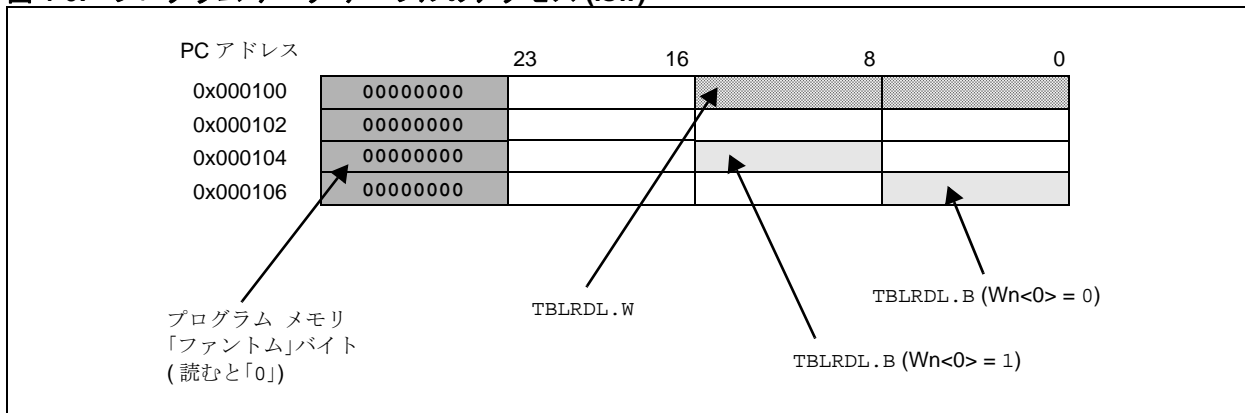 PC アドレス
23 16 8 0
0x000100 00000000
0x000102 00000000
0x000104 00000000
0x000106 00000000
TBLRDL.W
TBLRDL.B (Wn<0> = 0)
TBLRDL.B (Wn<0> = 1)
プログラム メモリ
「ファントム」バイト
( 読むと「0」)